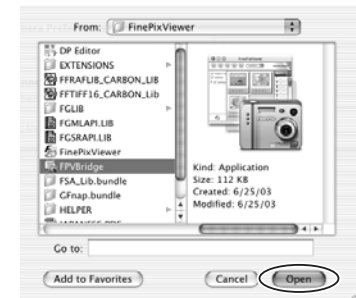 From: FinePixViewer
DP Editor
EXTENSIONS
FFRAFLIB_CARBON_LIB
FFTIFF16_CARBON_Lib
FGLIB
FGMLAPI.LIB
FGSRAPI.LIB
FinePixViewer
FPVBridge
FSA_Lib.bundle
GFnap.bundle
HELPER
Kind: Application
Size: 112 KB
Created: 6/25/03
Modified: 6/25/03
Go to:
Add to Favorites
Cancel
Open